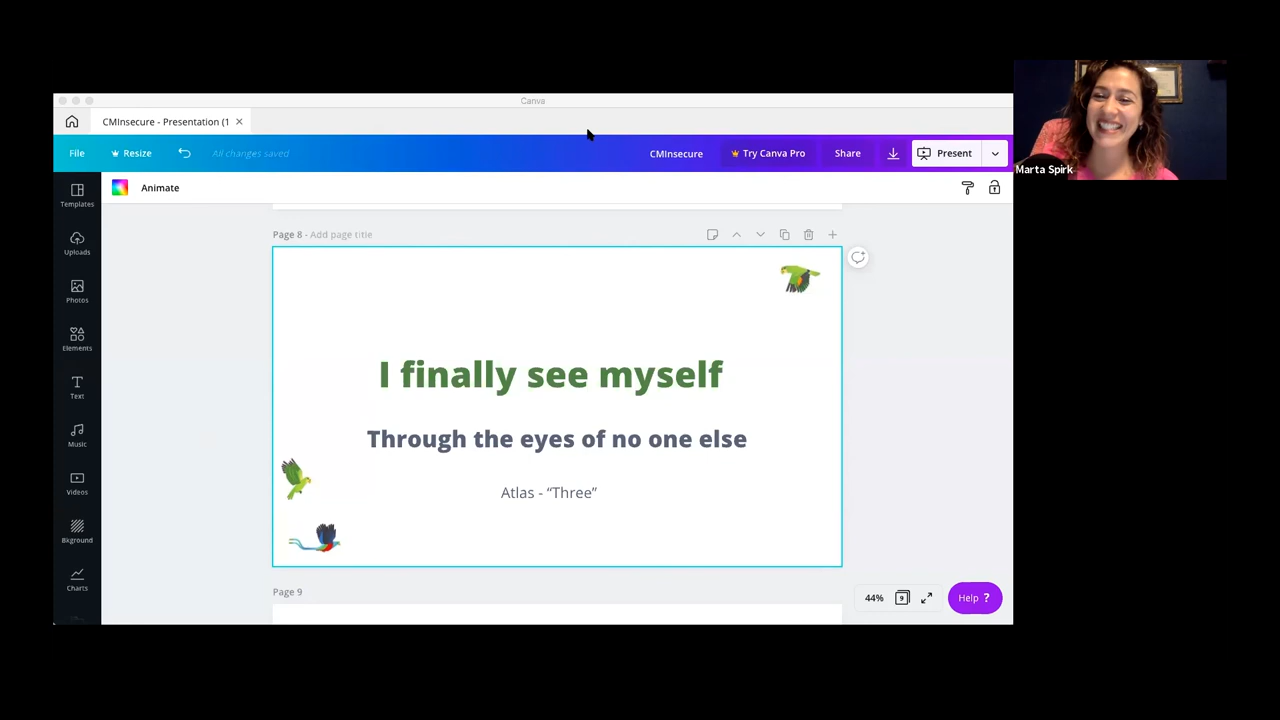 Canva
CMInsecure - Presentation (1
File
Resize
All changes saved
CMInsecure
Try Canva Pro
Share
Present
Marta Spirk
Animate
Templates
Uploads
Photos
Elements
Text
Music
Videos
Bkground
Charts
Page 8 - Add page title
I finally see myself
Through the eyes of no one else
Atlas - “Three”
Page 9
44%
9
Help ?